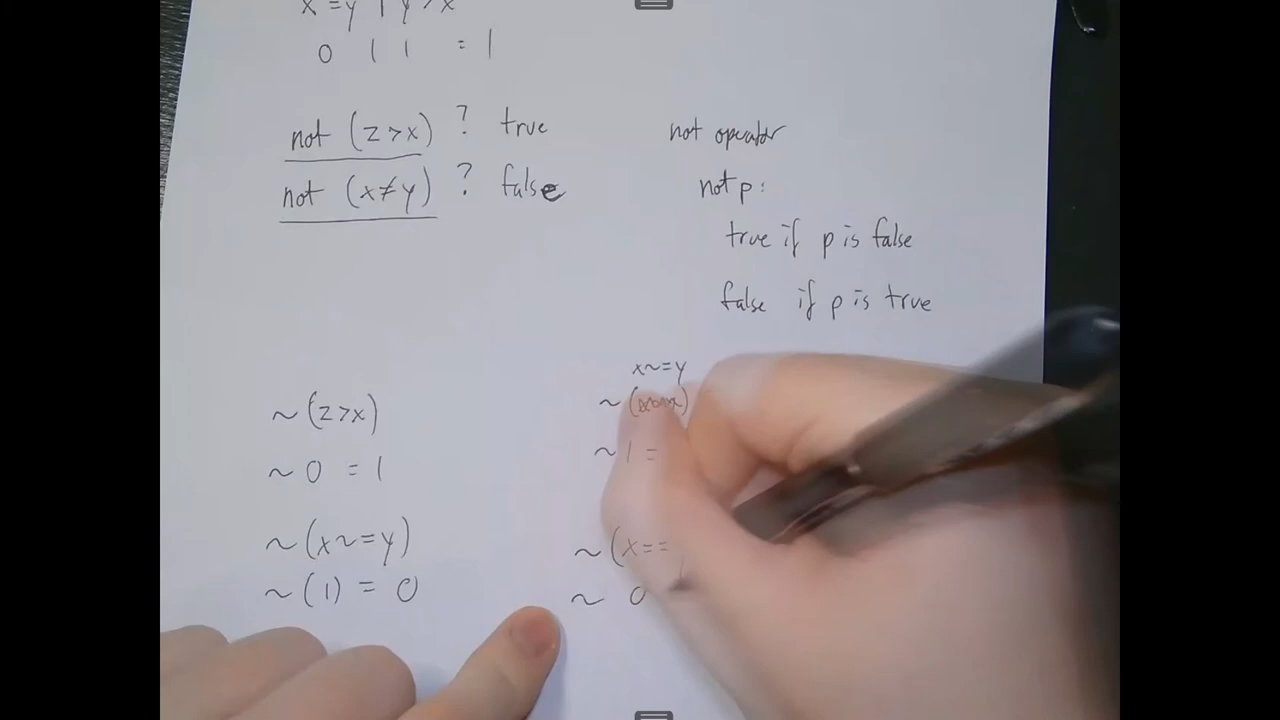 x = y | y > x
0 1 1 = 1
not (z > x) ? true
not (x ≠ y) ? false
not operator
not p:
true if p is false
false if p is true
~ (z > x)
~ 0 = 1
~ (x ~= y)
~ (1) = 0
x ~= y
~ (
~ 1 =
~ (x ==
~ 0